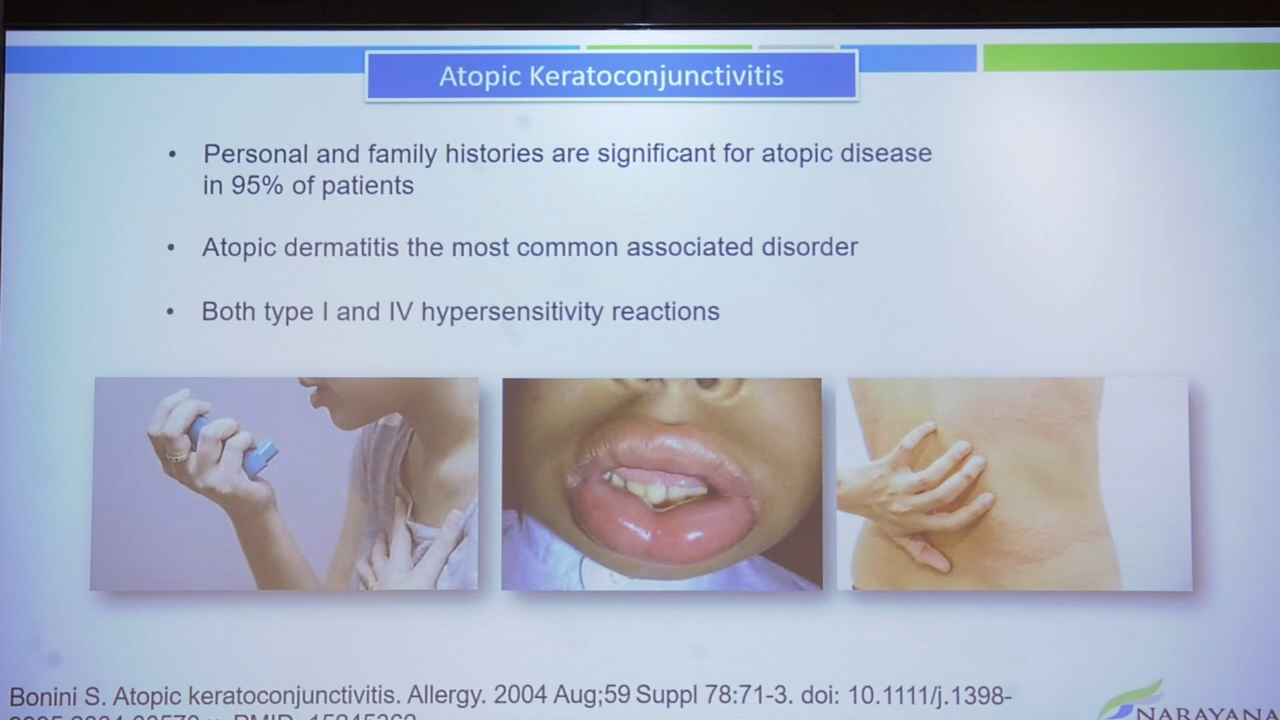 Atopic Keratoconjunctivitis
• Personal and family histories are significant for atopic disease
in 95% of patients
• Atopic dermatitis the most common associated disorder
• Both type I and IV hypersensitivity reactions
Bonini S. Atopic keratoconjunctivitis. Allergy. 2004 Aug;59 Suppl 78:71-3. doi: 10.1111/j.1398-
NARAYANA